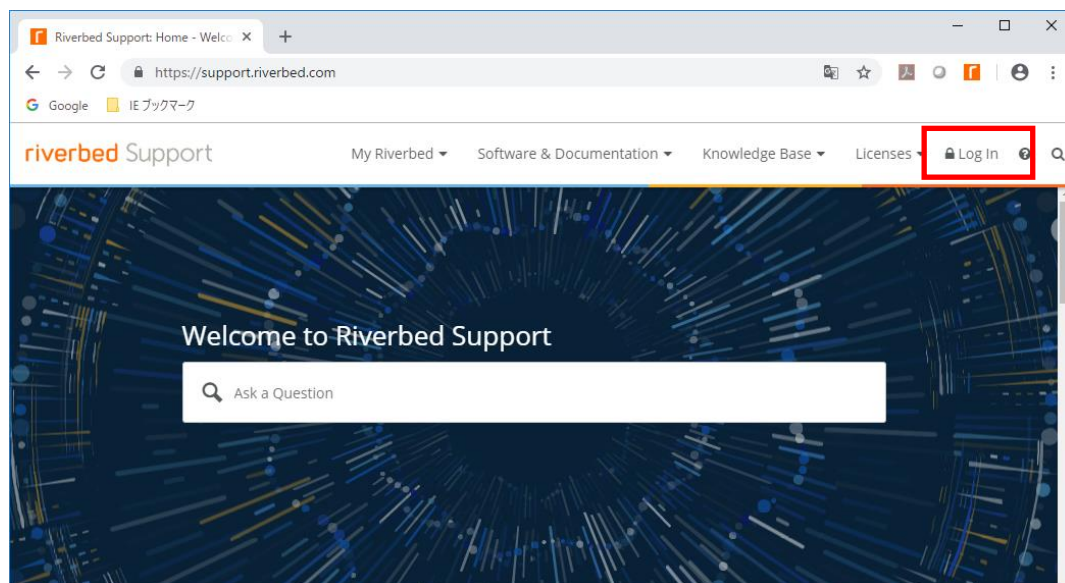 Riverbed Support: Home - Welco
https://support.riverbed.com
Google IE ブックマーク
riverbed Support My Riverbed Software & Documentation Knowledge Base Licenses Log In
Welcome to Riverbed Support
Ask a Question